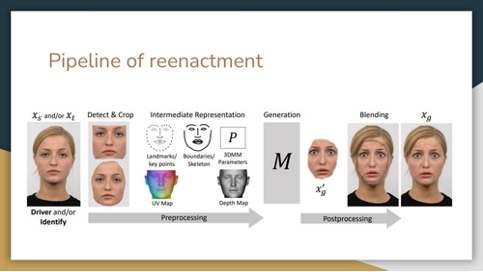 Pipeline of reenactment
x_s and/or x_t
Detect & Crop
Intermediate Representation
Generation
Blending
x_g
Landmarks/
key points
Boundaries/
Skeleton
P
3DMM
Parameters
M
x'_g
UV Map
Depth Map
Driver and/or
Identify
Preprocessing
Postprocessing